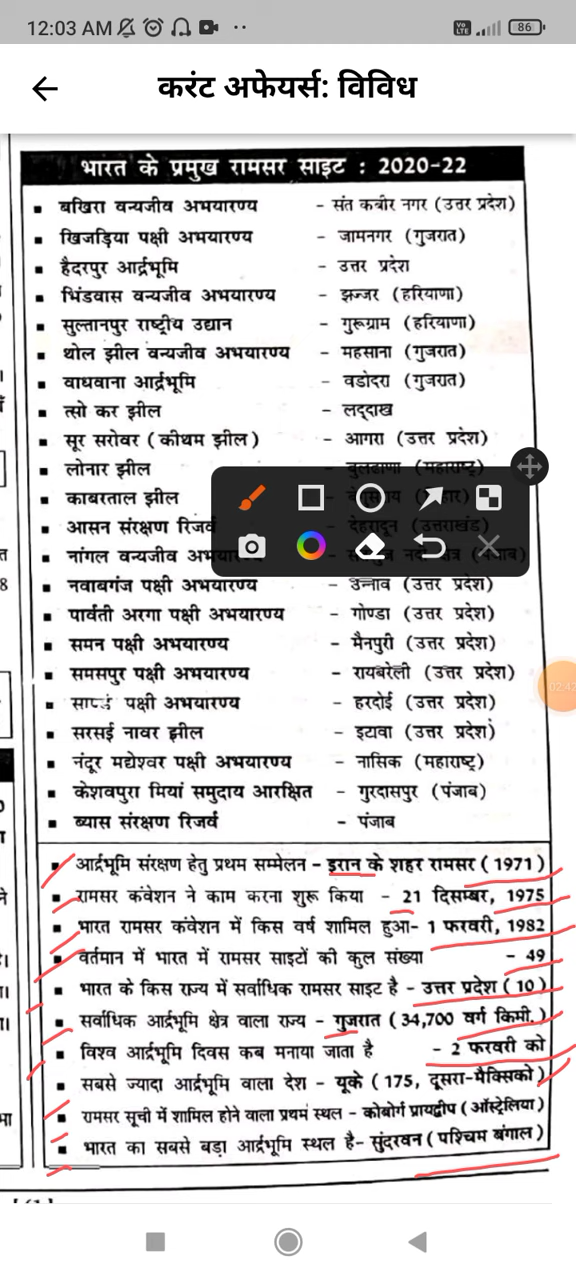 12:03 AM
86
करंट अफेयर्स: विविध
भारत के प्रमुख रामसर साइट : 2020-22
▪ बखिरा वन्यजीव अभयारण्य - संत कबीर नगर (उत्तर प्रदेश)
▪ खिजड़िया पक्षी अभयारण्य - जामनगर (गुजरात)
▪ हैदरपुर आर्द्रभूमि - उत्तर प्रदेश
▪ भिंडवास वन्यजीव अभयारण्य - झज्जर (हरियाणा)
▪ सुल्तानपुर राष्ट्रीय उद्यान - गुरूग्राम (हरियाणा)
▪ थोल झील वन्यजीव अभयारण्य - महसाना (गुजरात)
▪ वाधवाना आर्द्रभूमि - वडोदरा (गुजरात)
▪ त्सो कर झील - लद्दाख
▪ सूर सरोवर (कीथम झील) - आगरा (उत्तर प्रदेश)
▪ लोनार झील बुलढाणा (महाराष्ट्र)
▪ काबरताल झील
▪ आसन संरक्षण रिजर्व देहरादून (उत्तराखंड)
▪ नांगल वन्यजीव
▪ नवाबगंज पक्षी अभयारण्य - उन्नाव (उत्तर प्रदेश)
▪ पार्वती अरगा पक्षी अभयारण्य - गोण्डा (उत्तर प्रदेश)
▪ समन पक्षी अभयारण्य - मैनपुरी (उत्तर प्रदेश)
▪ समसपुर पक्षी अभयारण्य - रायबरेली (उत्तर प्रदेश)
▪ पक्षी अभयारण्य - हरदोई (उत्तर प्रदेश)
▪ सरसई नावर झील - इटावा (उत्तर प्रदेश)
▪ नंदूर मद्येश्वर पक्षी अभयारण्य - नासिक (महाराष्ट्र)
▪ केशवपुरा मियां समुदाय आरक्षित - गुरदासपुर (पंजाब)
▪ ब्यास संरक्षण रिजर्व - पंजाब
▪ आर्द्रभूमि संरक्षण हेतु प्रथम सम्मेलन - इरान के शहर रामसर (1971)
▪ रामसर कंवेशन ने काम करना शुरू किया - 21 दिसम्बर, 1975
▪ भारत रामसर कंवेशन में किस वर्ष शामिल हुआ- 1 फरवरी, 1982
▪ वर्तमान में भारत में रामसर साइटों की कुल संख्या - 49
▪ भारत के किस राज्य में सर्वाधिक रामसर साइट है - उत्तर प्रदेश (10)
▪ सर्वाधिक आर्द्रभूमि क्षेत्र वाला राज्य - गुजरात (34,700 वर्ग किमी.)
▪ विश्व आर्द्रभूमि दिवस कब मनाया जाता है - 2 फरवरी को
▪ सबसे ज्यादा आर्द्रभूमि वाला देश - यूके (175, दूसरा-मैक्सिको)
▪ रामसर सूची में शामिल होने वाला प्रथम स्थल - कोबोर्ग प्रायद्वीप (ऑस्ट्रेलिया)
▪ भारत का सबसे बड़ा आर्द्रभूमि स्थल है- सुंदरवन (पश्चिम बंगाल)
02:42